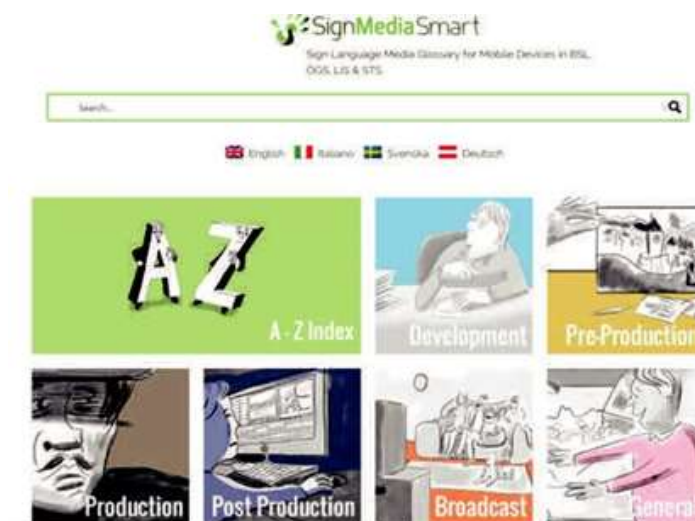 SignMediaSmart
Sign Language Media Glossary for Mobile Devices in BSL,
ÖGS, LIS & STS.
Search...
English Italiano Svenska Deutsch
A Z
A - Z Index
Development
Pre-Production
Production
Post Production
Broadcast
General